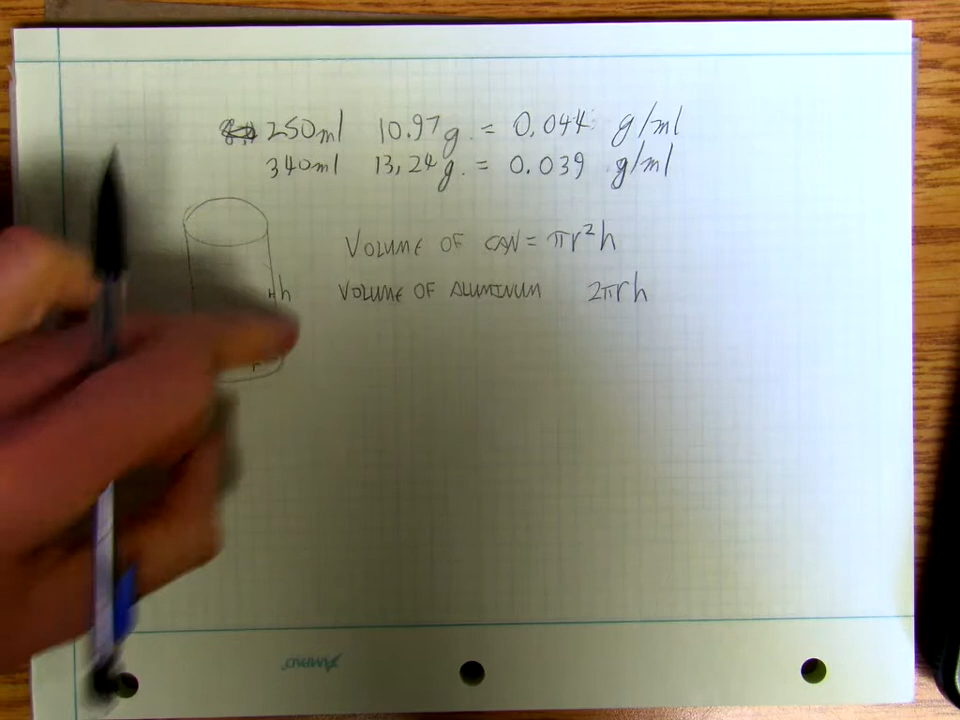 250ml 10.97g. = 0.044 g/ml
340ml 13,24g. = 0.039 g/ml
VOLUME OF CAN = πr²h
h
VOLUME OF ALUMINUM 2πrh
r